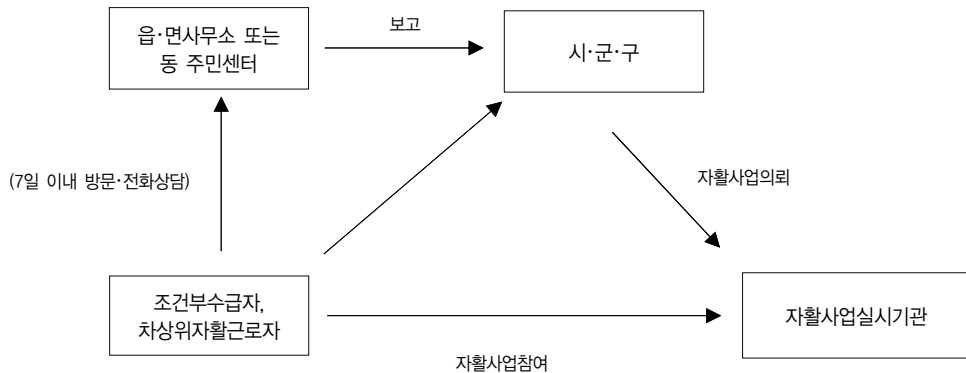 읍·면사무소 또는
동 주민센터
보고
시·군·구
(7일 이내 방문·전화상담)
자활사업의뢰
조건부수급자,
차상위자활근로자
자활사업실시기관
자활사업참여